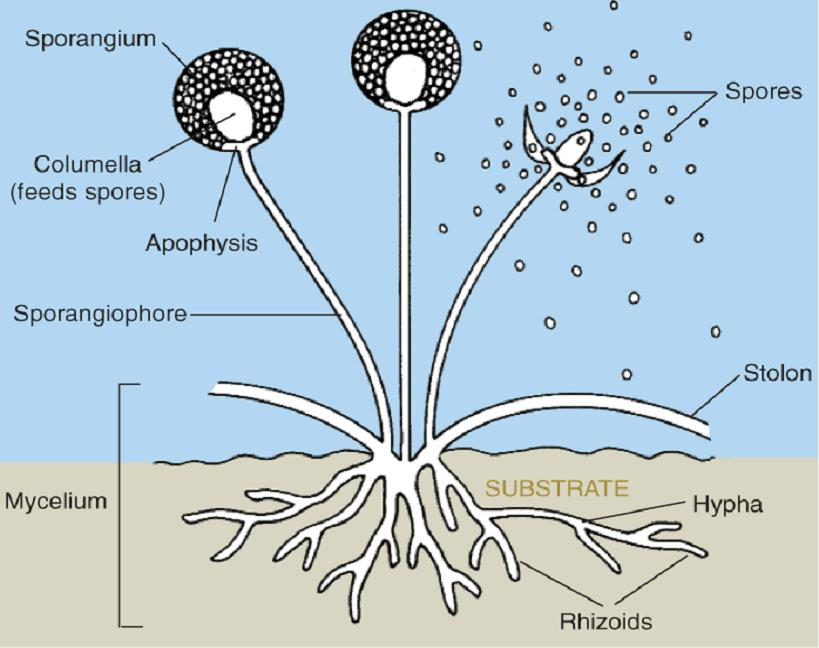 Sporangium
Spores
Columella
(feeds spores)
Apophysis
Sporangiophore
Stolon
Mycelium
SUBSTRATE
Hypha
Rhizoids